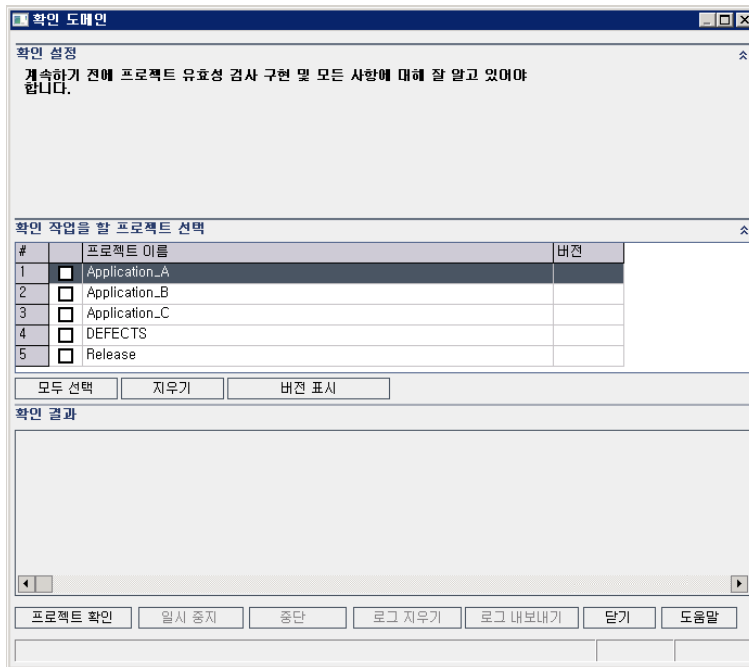 확인 도메인
확인 설정
계속하기 전에 프로젝트 유효성 검사 구현 및 모든 사항에 대해 잘 알고 있어야
합니다.
확인 작업을 할 프로젝트 선택
# 프로젝트 이름 버전
1 Application_A
2 Application_B
3 Application_C
4 DEFECTS
5 Release
모두 선택 지우기 버전 표시
확인 결과
프로젝트 확인 일시 중지 중단 로그 지우기 로그 내보내기 닫기 도움말